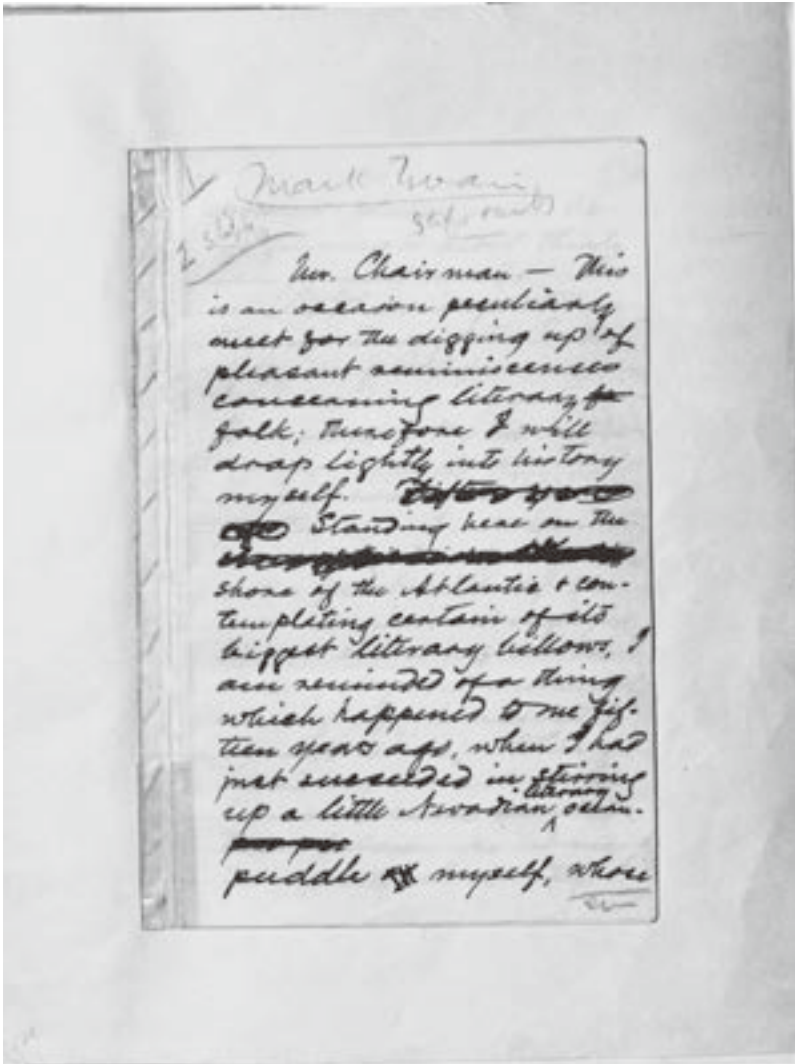 Mark Twain
Mr. Chairman — This
is an occasion peculiarly
meet for the digging up of
pleasant reminiscences
concerning literary fo
folk; therefore I will
drop lightly into history
myself.
Standing here on the
shore of the Atlantic & con-
templating certain of its
biggest literary billows, I
am reminded of a thing
which happened to me fif-
teen years ago, when I had
just succeeded in stirring
literary
up a little Nevadian ^ ocean-
puddle myself, whose